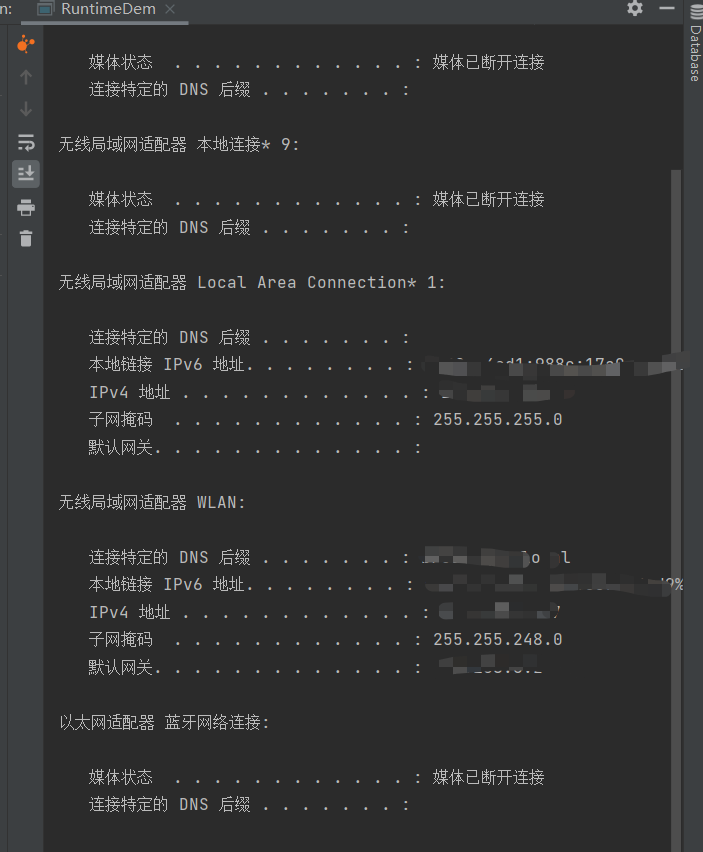 n:
RuntimeDem
Database
媒体状态 . . . . . . . . . . . . : 媒体已断开连接
连接特定的 DNS 后缀 . . . . . . . :
无线局域网适配器 本地连接* 9:
媒体状态 . . . . . . . . . . . . : 媒体已断开连接
连接特定的 DNS 后缀 . . . . . . . :
无线局域网适配器 Local Area Connection* 1:
连接特定的 DNS 后缀 . . . . . . . :
本地链接 IPv6 地址. . . . . . . . :
IPv4 地址 . . . . . . . . . . . . :
子网掩码 . . . . . . . . . . . . : 255.255.255.0
默认网关. . . . . . . . . . . . . :
无线局域网适配器 WLAN:
连接特定的 DNS 后缀 . . . . . . . :
本地链接 IPv6 地址. . . . . . . . :
IPv4 地址 . . . . . . . . . . . . :
子网掩码 . . . . . . . . . . . . : 255.255.248.0
默认网关. . . . . . . . . . . . . :
以太网适配器 蓝牙网络连接:
媒体状态 . . . . . . . . . . . . : 媒体已断开连接
连接特定的 DNS 后缀 . . . . . . . :